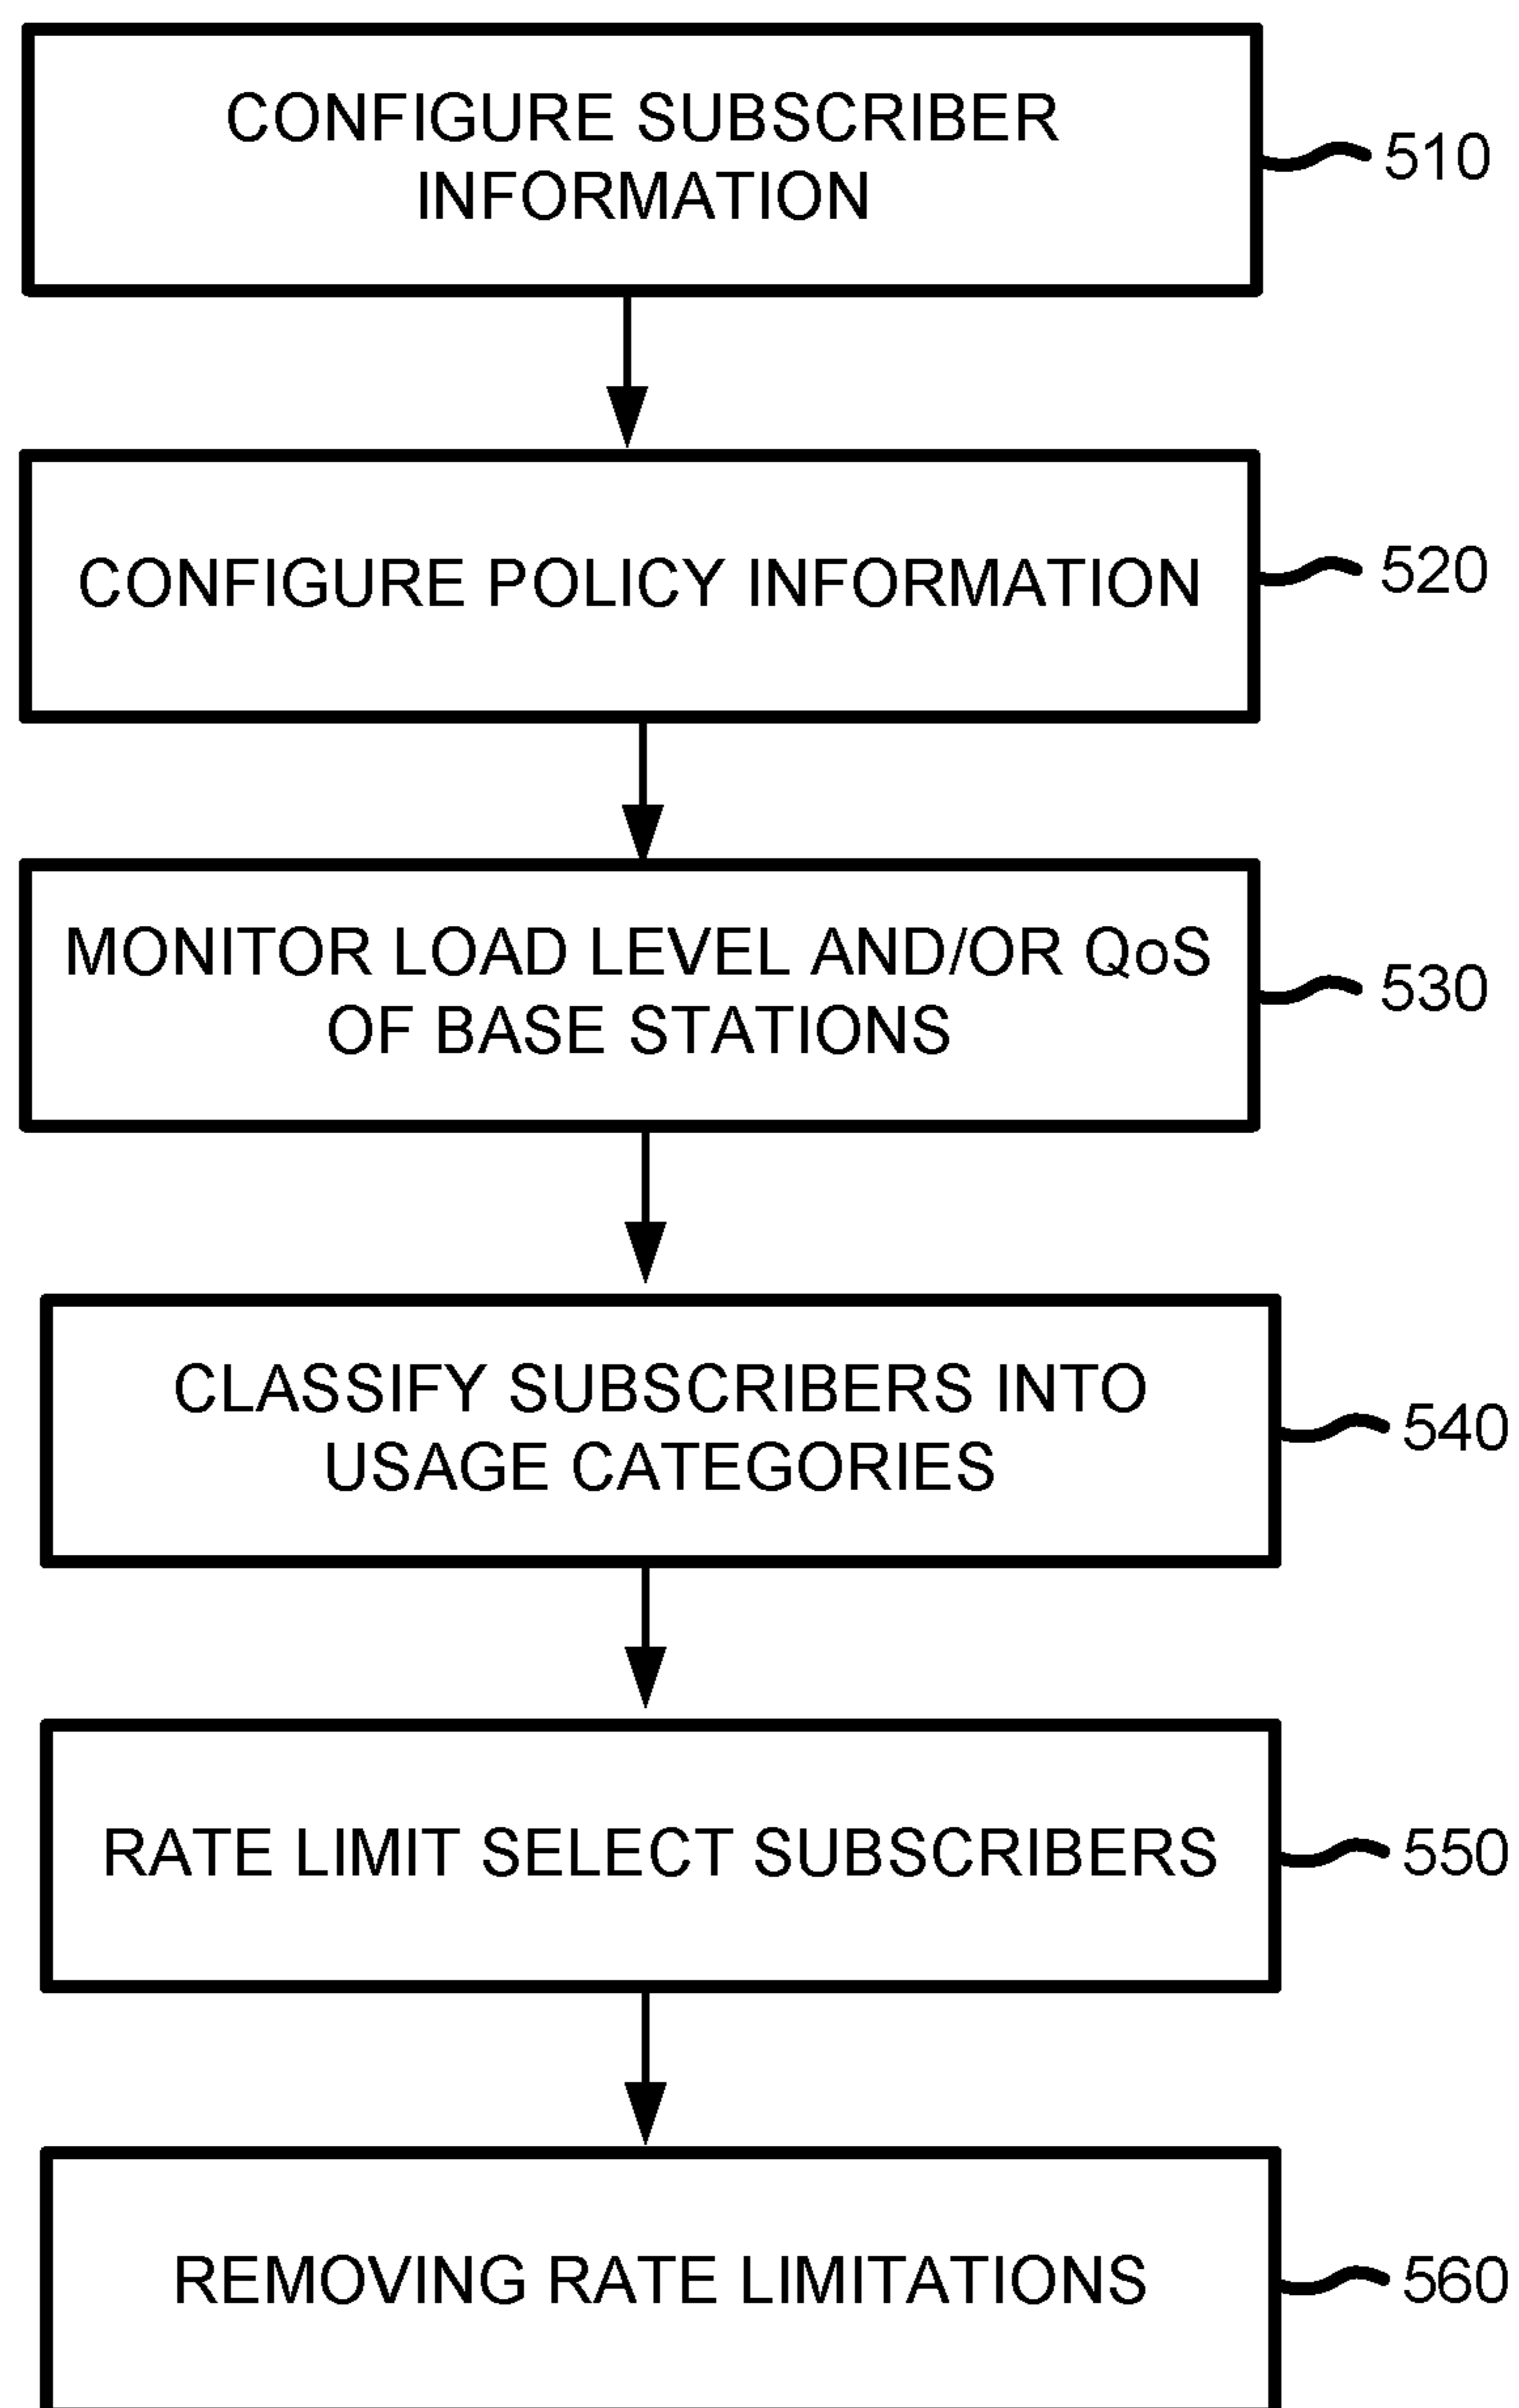 CONFIGURE SUBSCRIBER
INFORMATION
510
CONFIGURE POLICY INFORMATION
520
MONITOR LOAD LEVEL AND/OR QoS
OF BASE STATIONS
530
CLASSIFY SUBSCRIBERS INTO
USAGE CATEGORIES
540
RATE LIMIT SELECT SUBSCRIBERS
550
REMOVING RATE LIMITATIONS
560